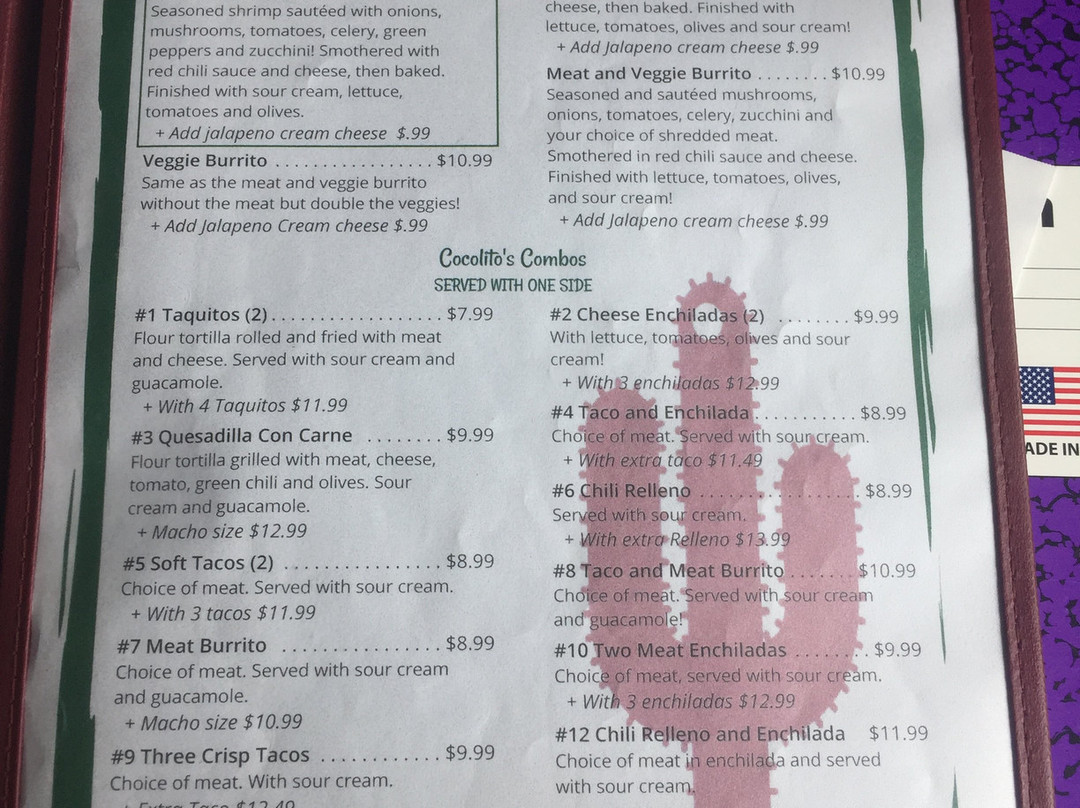 Seasoned shrimp sautéed with onions,
mushrooms, tomatoes, celery, green
peppers and zucchini! Smothered with
red chili sauce and cheese, then baked.
Finished with sour cream, lettuce,
tomatoes and olives.
+ Add jalapeno cream cheese $.99
Veggie Burrito . . . . . . . . . . . . . . . . . $10.99
Same as the meat and veggie burrito
without the meat but double the veggies!
+ Add Jalapeno Cream cheese $.99
cheese, then baked. Finished with
lettuce, tomatoes, olives and sour cream!
+ Add Jalapeno cream cheese $.99
Meat and Veggie Burrito . . . . . . . . $10.99
Seasoned and sautéed mushrooms,
onions, tomatoes, celery, zucchini and
your choice of shredded meat.
Smothered in red chili sauce and cheese.
Finished with lettuce, tomatoes, olives,
and sour cream!
+ Add Jalapeno cream cheese $.99
Cocolito's Combos
SERVED WITH ONE SIDE
#1 Taquitos (2) . . . . . . . . . . . . . . . . . . $7.99
Flour tortilla rolled and fried with meat
and cheese. Served with sour cream and
guacamole.
+ With 4 Taquitos $11.99
#3 Quesadilla Con Carne . . . . . . . . $9.99
Flour tortilla grilled with meat, cheese,
tomato, green chili and olives. Sour
cream and guacamole.
+ Macho size $12.99
#5 Soft Tacos (2) . . . . . . . . . . . . . . . . $8.99
Choice of meat. Served with sour cream.
+ With 3 tacos $11.99
#7 Meat Burrito . . . . . . . . . . . . . . . . $8.99
Choice of meat. Served with sour cream
and guacamole.
+ Macho size $10.99
#9 Three Crisp Tacos . . . . . . . . . . . . $9.99
Choice of meat. With sour cream.
+ Extra Taco $12.49
#2 Cheese Enchiladas (2) . . . . . . . . $9.99
With lettuce, tomatoes, olives and sour
cream!
+ With 3 enchiladas $12.99
#4 Taco and Enchilada . . . . . . . . . . . $8.99
Choice of meat. Served with sour cream.
+ With extra taco $11.49
#6 Chili Relleno . . . . . . . . . . . . . . . . . $8.99
Served with sour cream.
+ With extra Relleno $13.99
#8 Taco and Meat Burrito . . . . . . . $10.99
Choice of meat. Served with sour cream
and guacamole!
#10 Two Meat Enchiladas . . . . . . . . $9.99
Choice of meat, served with sour cream.
+ With 3 enchiladas $12.99
#12 Chili Relleno and Enchilada $11.99
Choice of meat in enchilada and served
with sour cream.
ADE IN